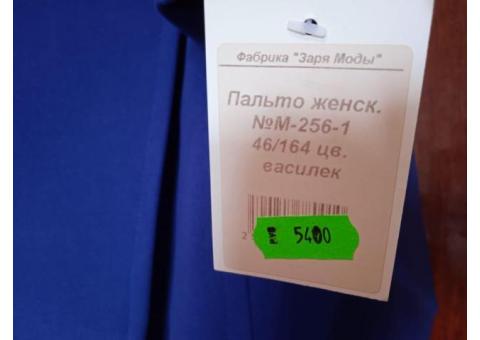 Фабрика "Заря Моды"
Пальто женск.
№М-256-1
46/164 цв.
василек
5400